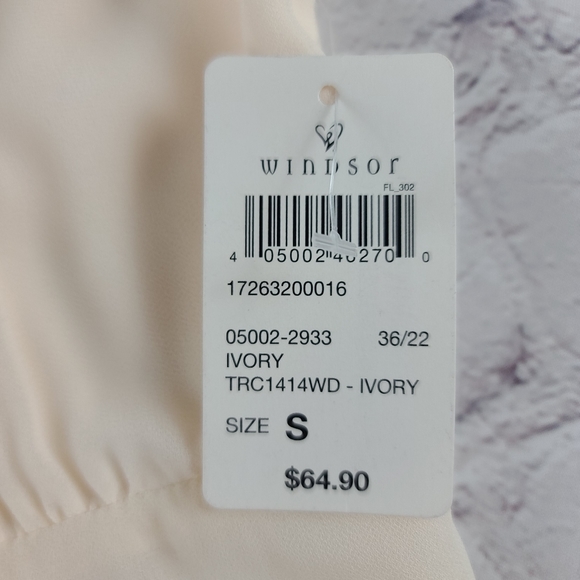 WINDSOR
FL_302
4 05002 40270 0
17263200016
05002-2933 36/22
IVORY
TRC1414WD - IVORY
SIZE S
$64.90